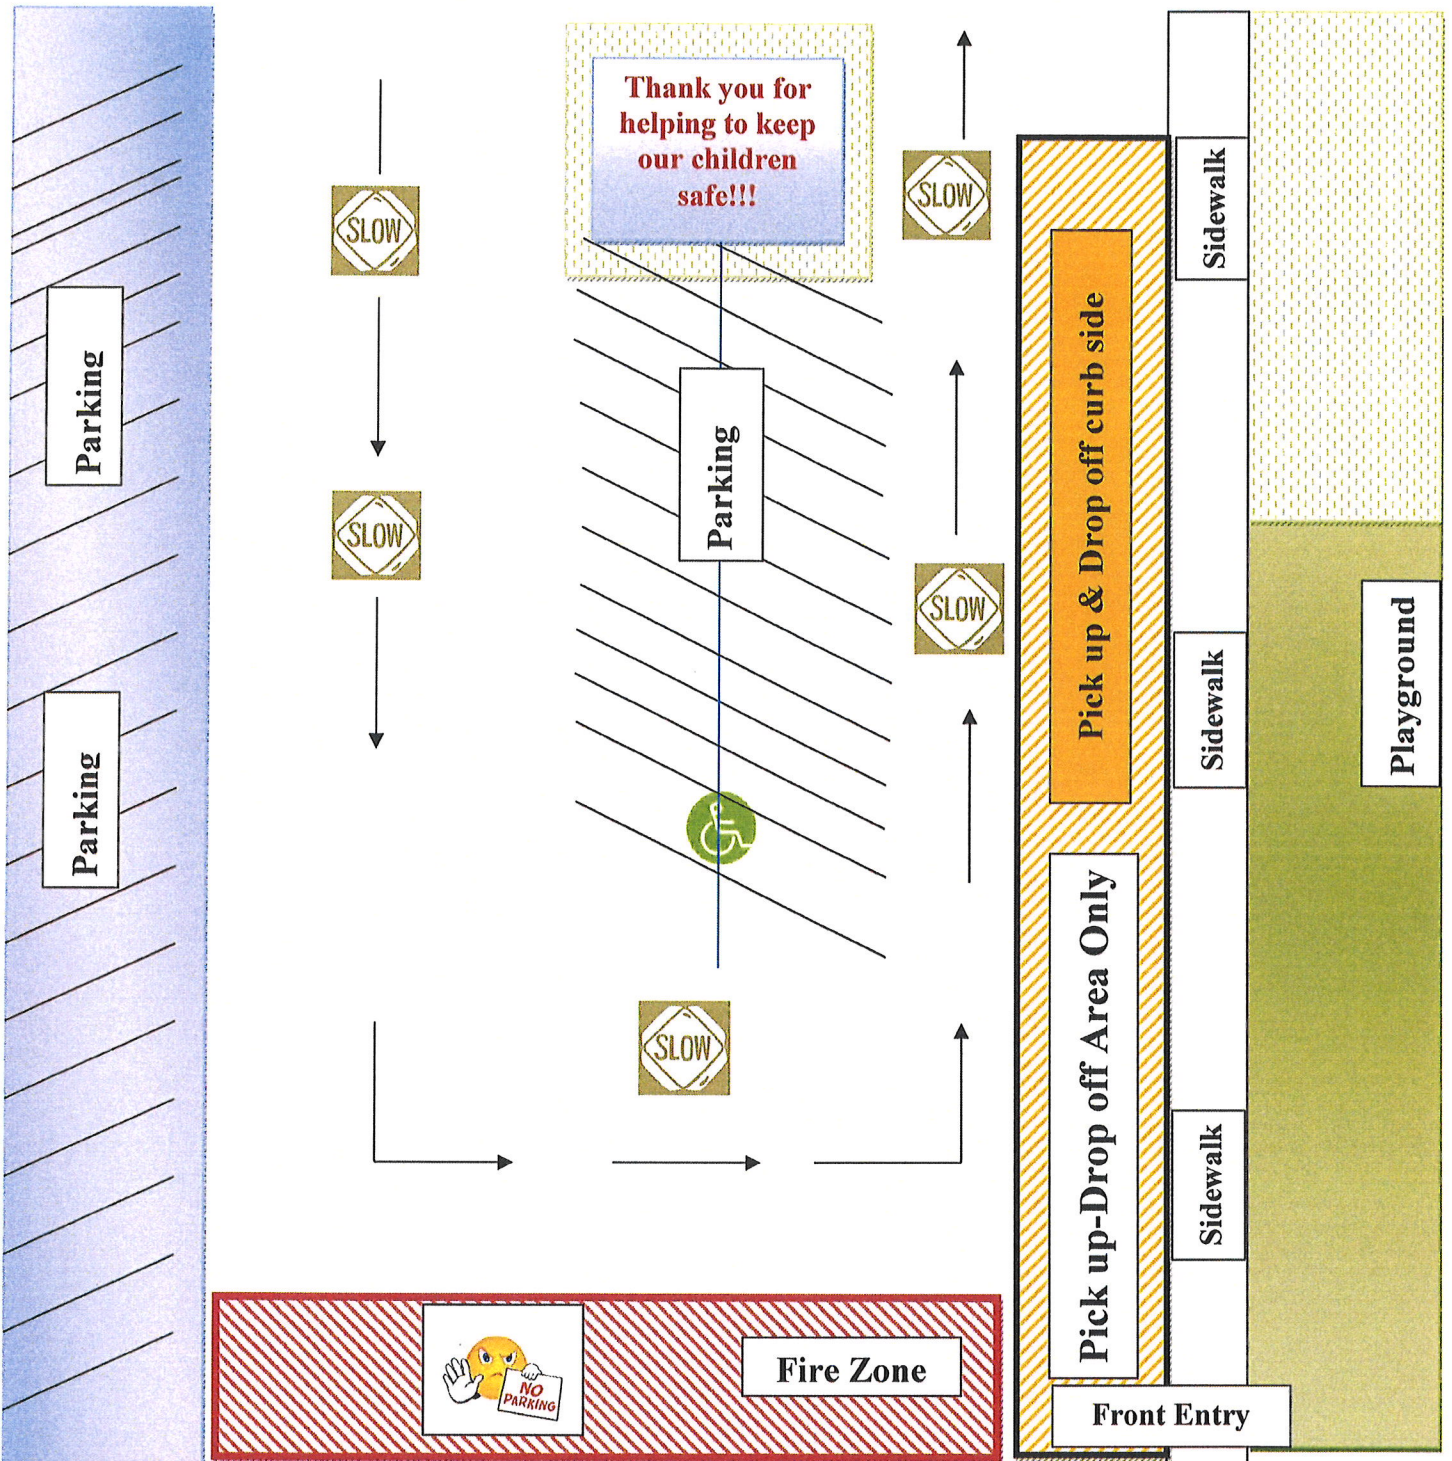 Thank you for
helping to keep
our children
safe!!!
SLOW
SLOW
SLOW
SLOW
SLOW
Parking
Parking
Parking
Pick up & Drop off curb side
Pick up-Drop off Area Only
Sidewalk
Sidewalk
Sidewalk
Playground
NO
PARKING
Fire Zone
Front Entry